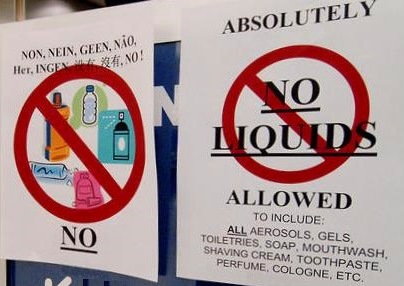 NON, NEIN, GEEN, NÃO,
Нет, INGEN, 没有, 沒有, NO!
NO
ABSOLUTELY
NO
LIQUIDS
ALLOWED
TO INCLUDE:
ALL AEROSOLS, GELS,
TOILETRIES, SOAP, MOUTHWASH,
SHAVING CREAM, TOOTHPASTE,
PERFUME, COLOGNE, ETC.